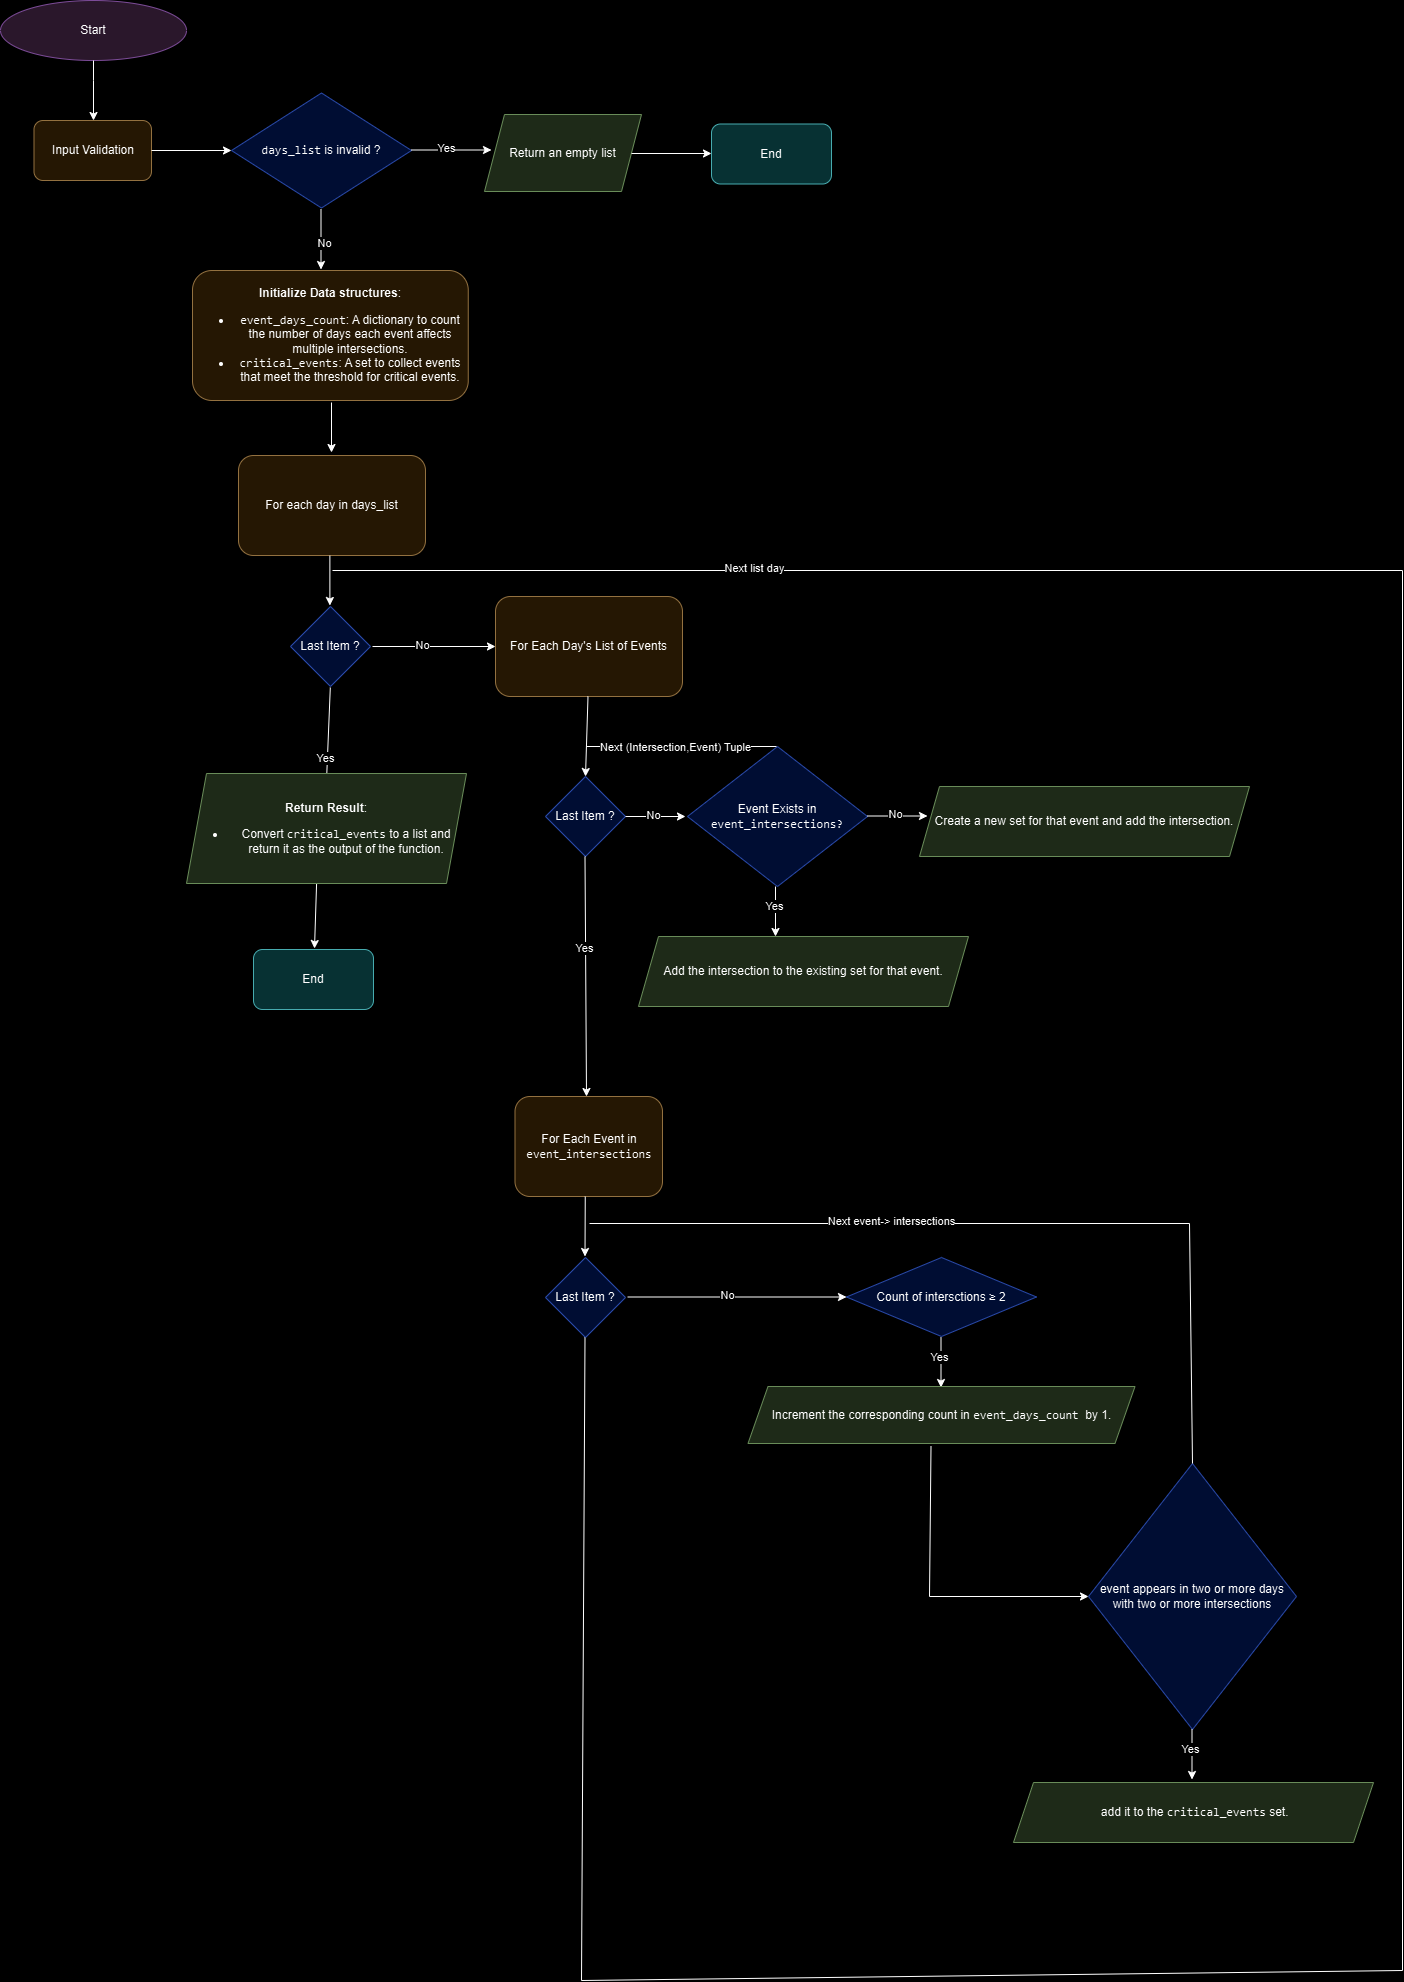 Start
Input Validation
days_list is invalid ?
Yes
Return an empty list
End
No
Initialize Data structures:
• event_days_count: A dictionary to count
the number of days each event affects
multiple intersections.
• critical_events: A set to collect events
that meet the threshold for critical events.
For each day in days_list
Next list day
Last Item ?
No
For Each Day's List of Events
Yes
Next (Intersection,Event) Tuple
Return Result:
• Convert critical_events to a list and
return it as the output of the function.
End
Last Item ?
No
Event Exists in
event_intersections?
No
Create a new set for that event and add the intersection.
Yes
Add the intersection to the existing set for that event.
Yes
For Each Event in
event_intersections
Next event-> intersections
Last Item ?
No
Count of intersctions ≥ 2
Yes
Increment the corresponding count in event_days_count by 1.
event appears in two or more days
with two or more intersections
Yes
add it to the critical_events set.